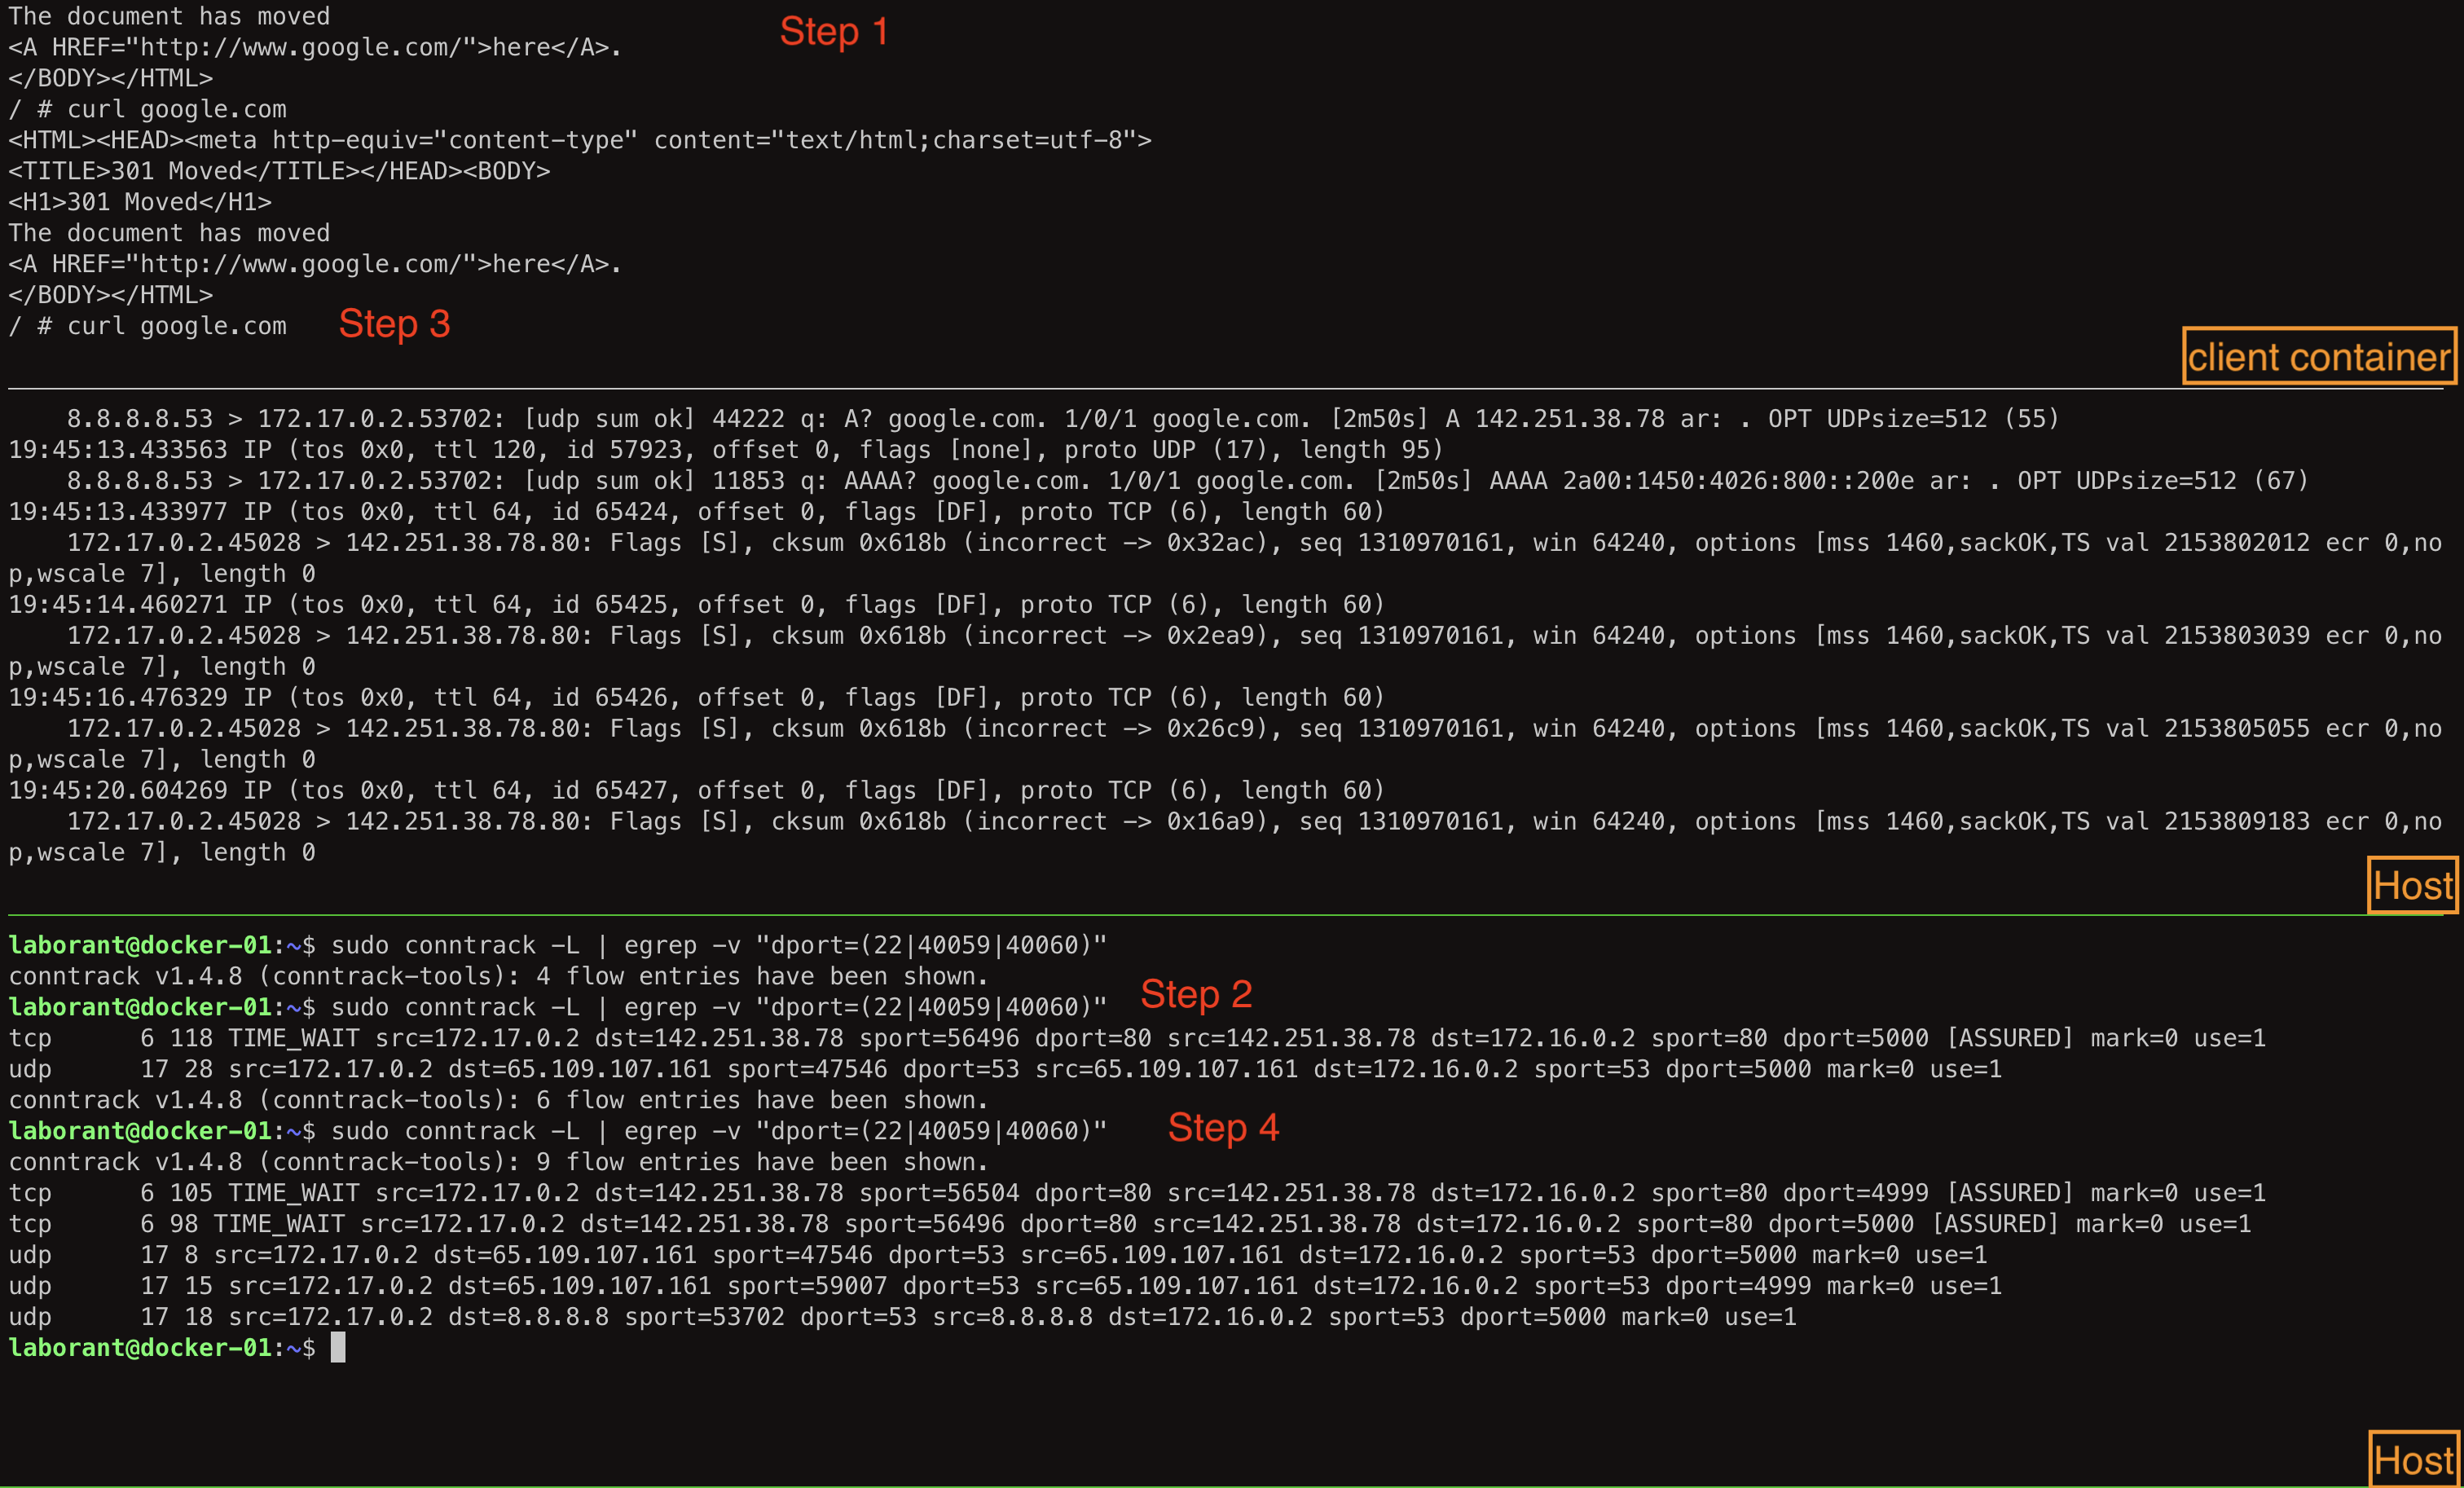 The document has moved
Step 1
<A HREF="http://www.google.com/">here</A>.
</BODY></HTML>
/ # curl google.com
<HTML><HEAD><meta http-equiv="content-type" content="text/html;charset=utf-8">
<TITLE>301 Moved</TITLE></HEAD><BODY>
<H1>301 Moved</H1>
The document has moved
<A HREF="http://www.google.com/">here</A>.
</BODY></HTML>
/ # curl google.com
Step 3
client container
8.8.8.8.53 > 172.17.0.2.53702: [udp sum ok] 44222 q: A? google.com. 1/0/1 google.com. [2m50s] A 142.251.38.78 ar: . OPT UDPsize=512 (55)
19:45:13.433563 IP (tos 0x0, ttl 120, id 57923, offset 0, flags [none], proto UDP (17), length 95)
8.8.8.8.53 > 172.17.0.2.53702: [udp sum ok] 11853 q: AAAA? google.com. 1/0/1 google.com. [2m50s] AAAA 2a00:1450:4026:800::200e ar: . OPT UDPsize=512 (67)
19:45:13.433977 IP (tos 0x0, ttl 64, id 65424, offset 0, flags [DF], proto TCP (6), length 60)
172.17.0.2.45028 > 142.251.38.78.80: Flags [S], cksum 0x618b (incorrect -> 0x32ac), seq 1310970161, win 64240, options [mss 1460,sackOK,TS val 2153802012 ecr 0,no
p,wscale 7], length 0
19:45:14.460271 IP (tos 0x0, ttl 64, id 65425, offset 0, flags [DF], proto TCP (6), length 60)
172.17.0.2.45028 > 142.251.38.78.80: Flags [S], cksum 0x618b (incorrect -> 0x2ea9), seq 1310970161, win 64240, options [mss 1460,sackOK,TS val 2153803039 ecr 0,no
p,wscale 7], length 0
19:45:16.476329 IP (tos 0x0, ttl 64, id 65426, offset 0, flags [DF], proto TCP (6), length 60)
172.17.0.2.45028 > 142.251.38.78.80: Flags [S], cksum 0x618b (incorrect -> 0x26c9), seq 1310970161, win 64240, options [mss 1460,sackOK,TS val 2153805055 ecr 0,no
p,wscale 7], length 0
19:45:20.604269 IP (tos 0x0, ttl 64, id 65427, offset 0, flags [DF], proto TCP (6), length 60)
172.17.0.2.45028 > 142.251.38.78.80: Flags [S], cksum 0x618b (incorrect -> 0x16a9), seq 1310970161, win 64240, options [mss 1460,sackOK,TS val 2153809183 ecr 0,no
p,wscale 7], length 0
Host
laborant@docker-01:~$ sudo conntrack -L | egrep -v "dport=(22|40059|40060)"
conntrack v1.4.8 (conntrack-tools): 4 flow entries have been shown.
laborant@docker-01:~$ sudo conntrack -L | egrep -v "dport=(22|40059|40060)"
Step 2
tcp      6 118 TIME_WAIT src=172.17.0.2 dst=142.251.38.78 sport=56496 dport=80 src=142.251.38.78 dst=172.16.0.2 sport=80 dport=5000 [ASSURED] mark=0 use=1
udp      17 28 src=172.17.0.2 dst=65.109.107.161 sport=47546 dport=53 src=65.109.107.161 dst=172.16.0.2 sport=53 dport=5000 mark=0 use=1
conntrack v1.4.8 (conntrack-tools): 6 flow entries have been shown.
laborant@docker-01:~$ sudo conntrack -L | egrep -v "dport=(22|40059|40060)"
Step 4
conntrack v1.4.8 (conntrack-tools): 9 flow entries have been shown.
tcp      6 105 TIME_WAIT src=172.17.0.2 dst=142.251.38.78 sport=56504 dport=80 src=142.251.38.78 dst=172.16.0.2 sport=80 dport=4999 [ASSURED] mark=0 use=1
tcp      6 98 TIME_WAIT src=172.17.0.2 dst=142.251.38.78 sport=56496 dport=80 src=142.251.38.78 dst=172.16.0.2 sport=80 dport=5000 [ASSURED] mark=0 use=1
udp      17 8 src=172.17.0.2 dst=65.109.107.161 sport=47546 dport=53 src=65.109.107.161 dst=172.16.0.2 sport=53 dport=5000 mark=0 use=1
udp      17 15 src=172.17.0.2 dst=65.109.107.161 sport=59007 dport=53 src=65.109.107.161 dst=172.16.0.2 sport=53 dport=4999 mark=0 use=1
udp      17 18 src=172.17.0.2 dst=8.8.8.8 sport=53702 dport=53 src=8.8.8.8 dst=172.16.0.2 sport=53 dport=5000 mark=0 use=1
laborant@docker-01:~$
Host